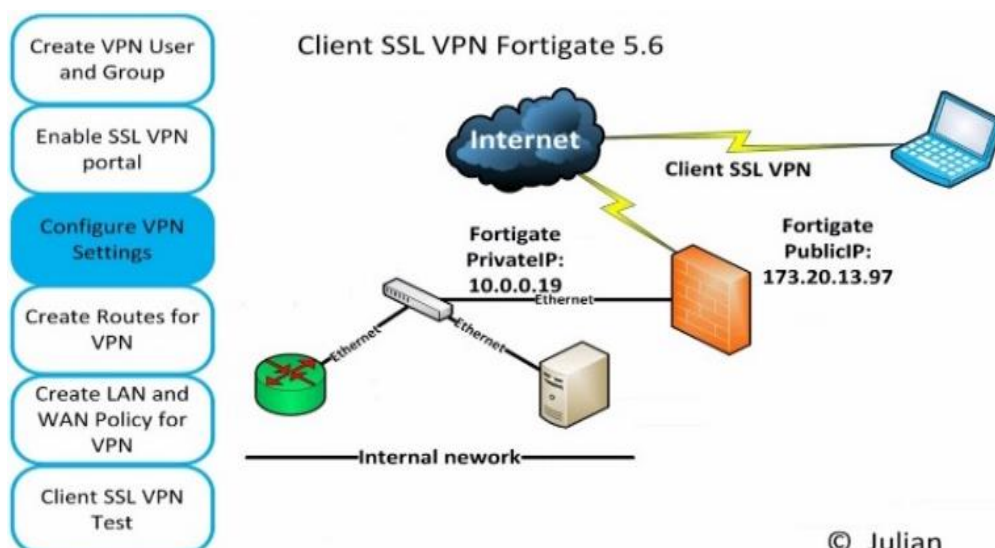 Create VPN User
and Group
Enable SSL VPN
portal
Configure VPN
Settings
Create Routes for
VPN
Create LAN and
WAN Policy for
VPN
Client SSL VPN
Test
Client SSL VPN Fortigate 5.6
Internet
Client SSL VPN
Fortigate
PrivateIP:
10.0.0.19
Fortigate
PublicIP:
173.20.13.97
Ethernet
Ethernet
Ethernet
Internal nework
© Julian